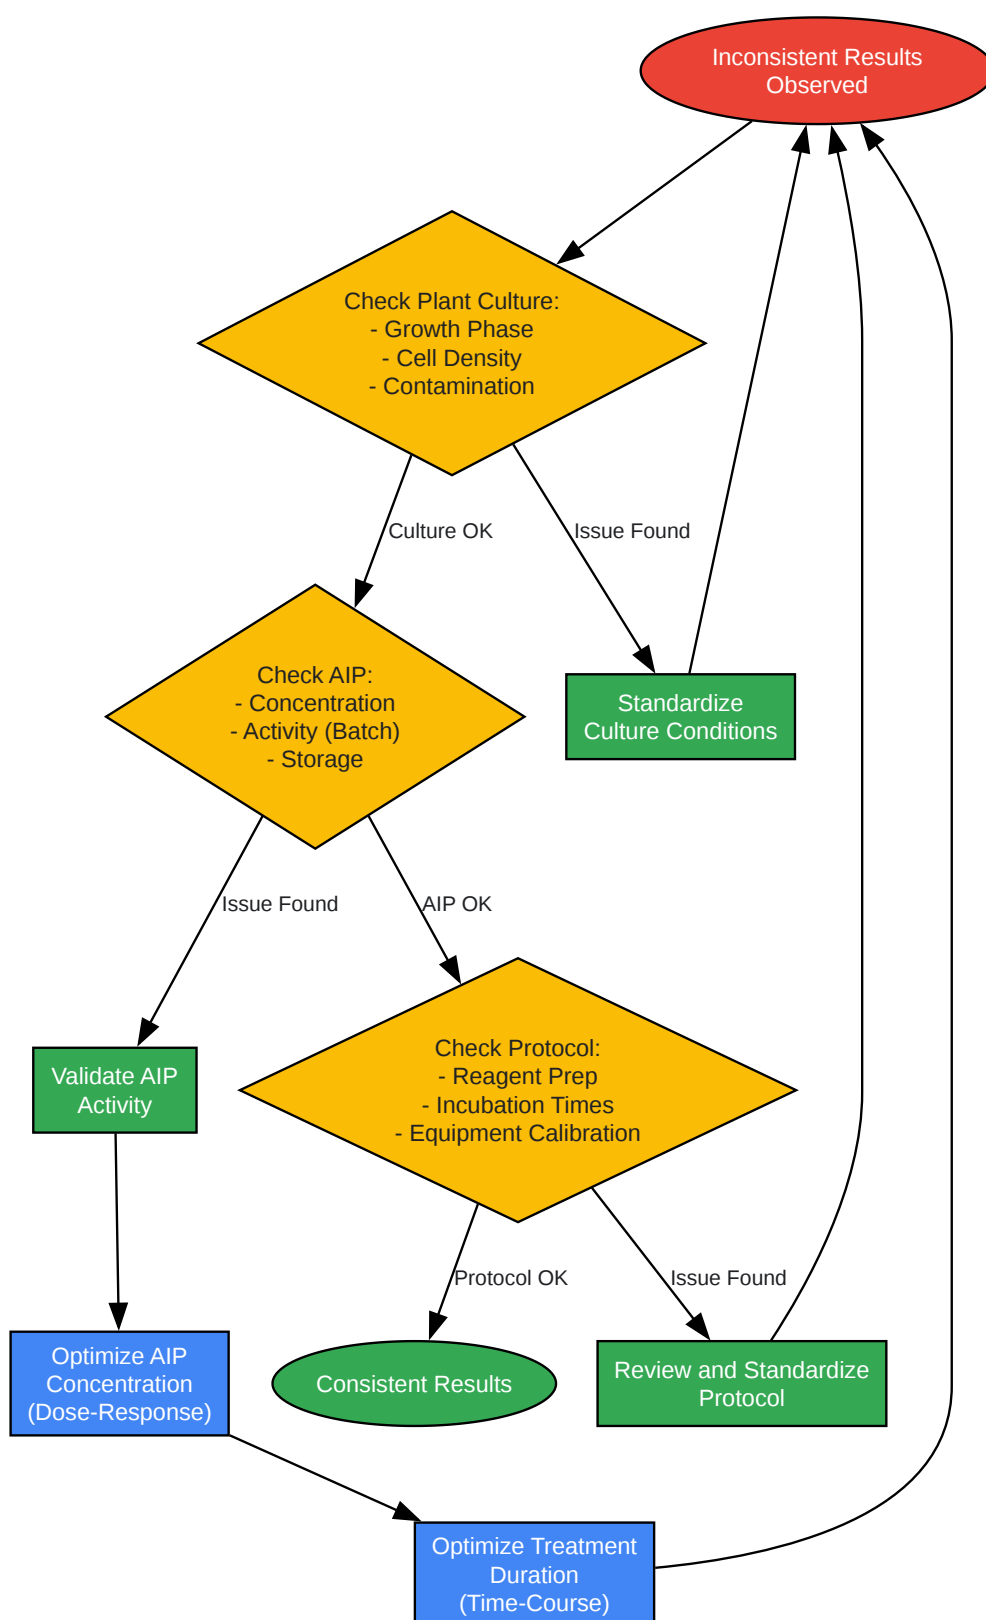 Inconsistent Results
Observed
Check Plant Culture:
- Growth Phase
- Cell Density
- Contamination
Culture OK
Issue Found
Check AIP:
- Concentration
- Activity (Batch)
- Storage
Standardize
Culture Conditions
Issue Found
AIP OK
Validate AIP
Activity
Check Protocol:
- Reagent Prep
- Incubation Times
- Equipment Calibration
Protocol OK
Issue Found
Optimize AIP
Concentration
(Dose-Response)
Consistent Results
Review and Standardize
Protocol
Optimize Treatment
Duration
(Time-Course)